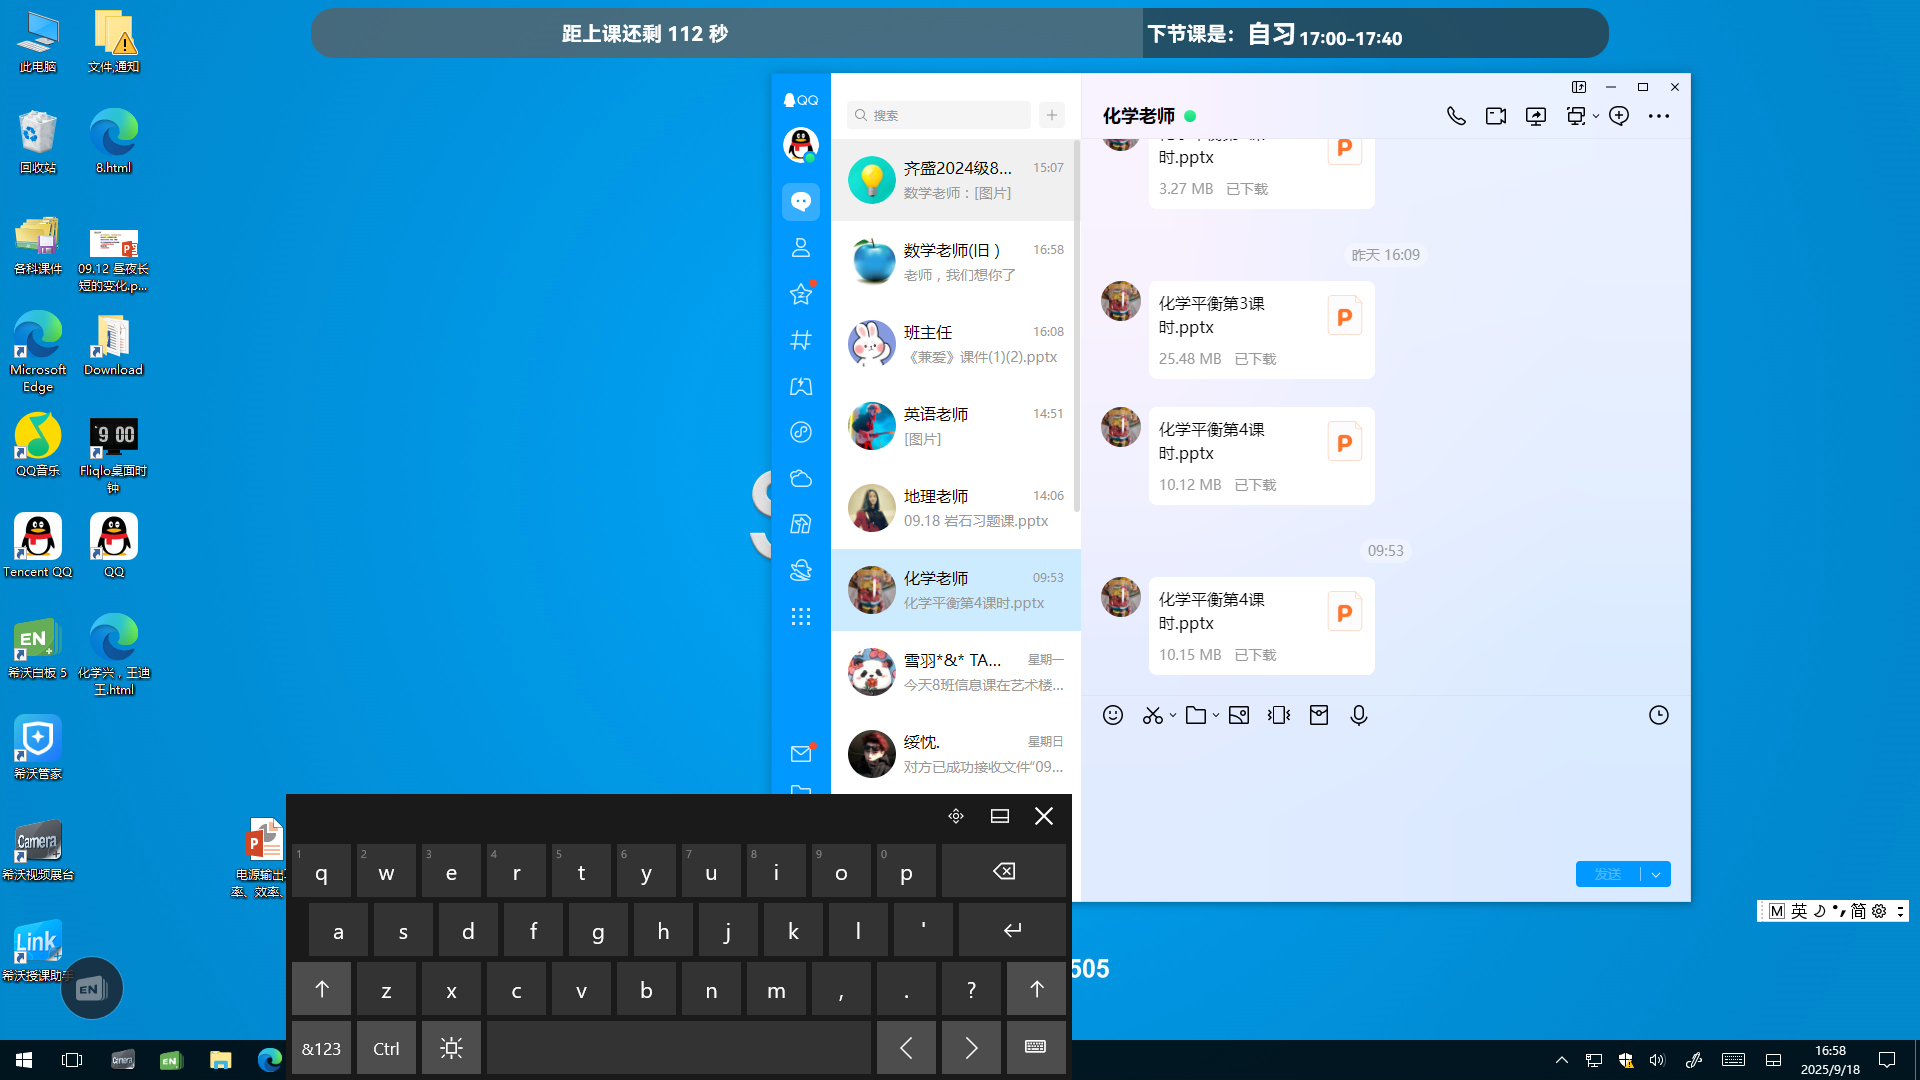 距上课还剩 112 秒
下节课是： 自习 17:00-17:40
此电脑
文件,通知
回收站
8.html
各科课件
09.12 昼夜长
短的变化.p...
Microsoft
Edge
Download
QQ音乐
9 00
Fliqlo桌面时
钟
Tencent QQ
QQ
EN
希沃白板 5
化学兴，王迪
王.html
希沃管家
Camera
希沃视频展台
电源输出
率、效率、
Link
希沃授课助手
EN
QQ
搜索
齐盛2024级8...
15:07
数学老师：[图片]
数学老师(旧 )
16:58
老师，我们想你了
班主任
16:08
《兼爱》课件(1)(2).pptx
英语老师
14:51
[图片]
地理老师
14:06
09.18 岩石习题课.pptx
化学老师
09:53
化学平衡第4课时.pptx
雪羽*&* TA...
星期一
今天8班信息课在艺术楼...
绥忱.
星期日
对方已成功接收文件“09...
化学老师
时.pptx
P
3.27 MB 已下载
昨天 16:09
化学平衡第3课
时.pptx
P
25.48 MB 已下载
化学平衡第4课
时.pptx
P
10.12 MB 已下载
09:53
化学平衡第4课
时.pptx
P
10.15 MB 已下载
发送
M 英 简
505
1 2 3 4 5 6 7 8 9 0
q w e r t y u i o p
a s d f g h j k l '
z x c v b n m , . ?
&123 Ctrl
Camera
EN
16:58
2025/9/18